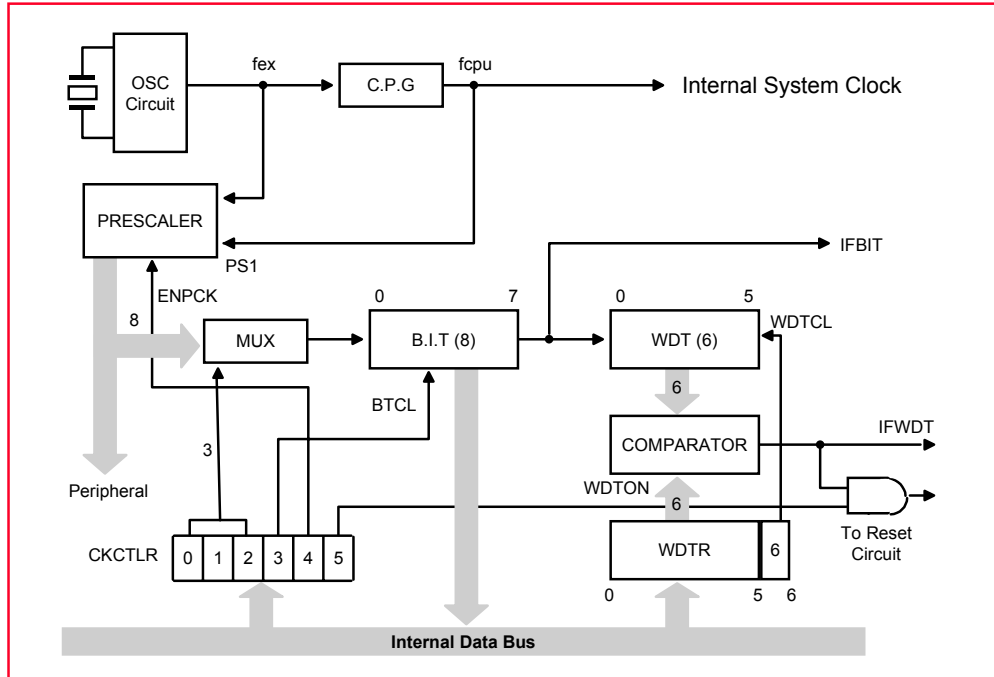 OSC
Circuit
fex
C.P.G
fcpu
Internal System Clock
PRESCALER
PS1
IFBIT
ENPCK
8
MUX
0 7
B.I.T (8)
0 5
WDT (6)
WDTCL
BTCL
6
3
COMPARATOR
IFWDT
Peripheral
WDTON
6
To Reset
Circuit
CKCTLR
0 1 2 3 4 5
WDTR 6
0 5 6
Internal Data Bus